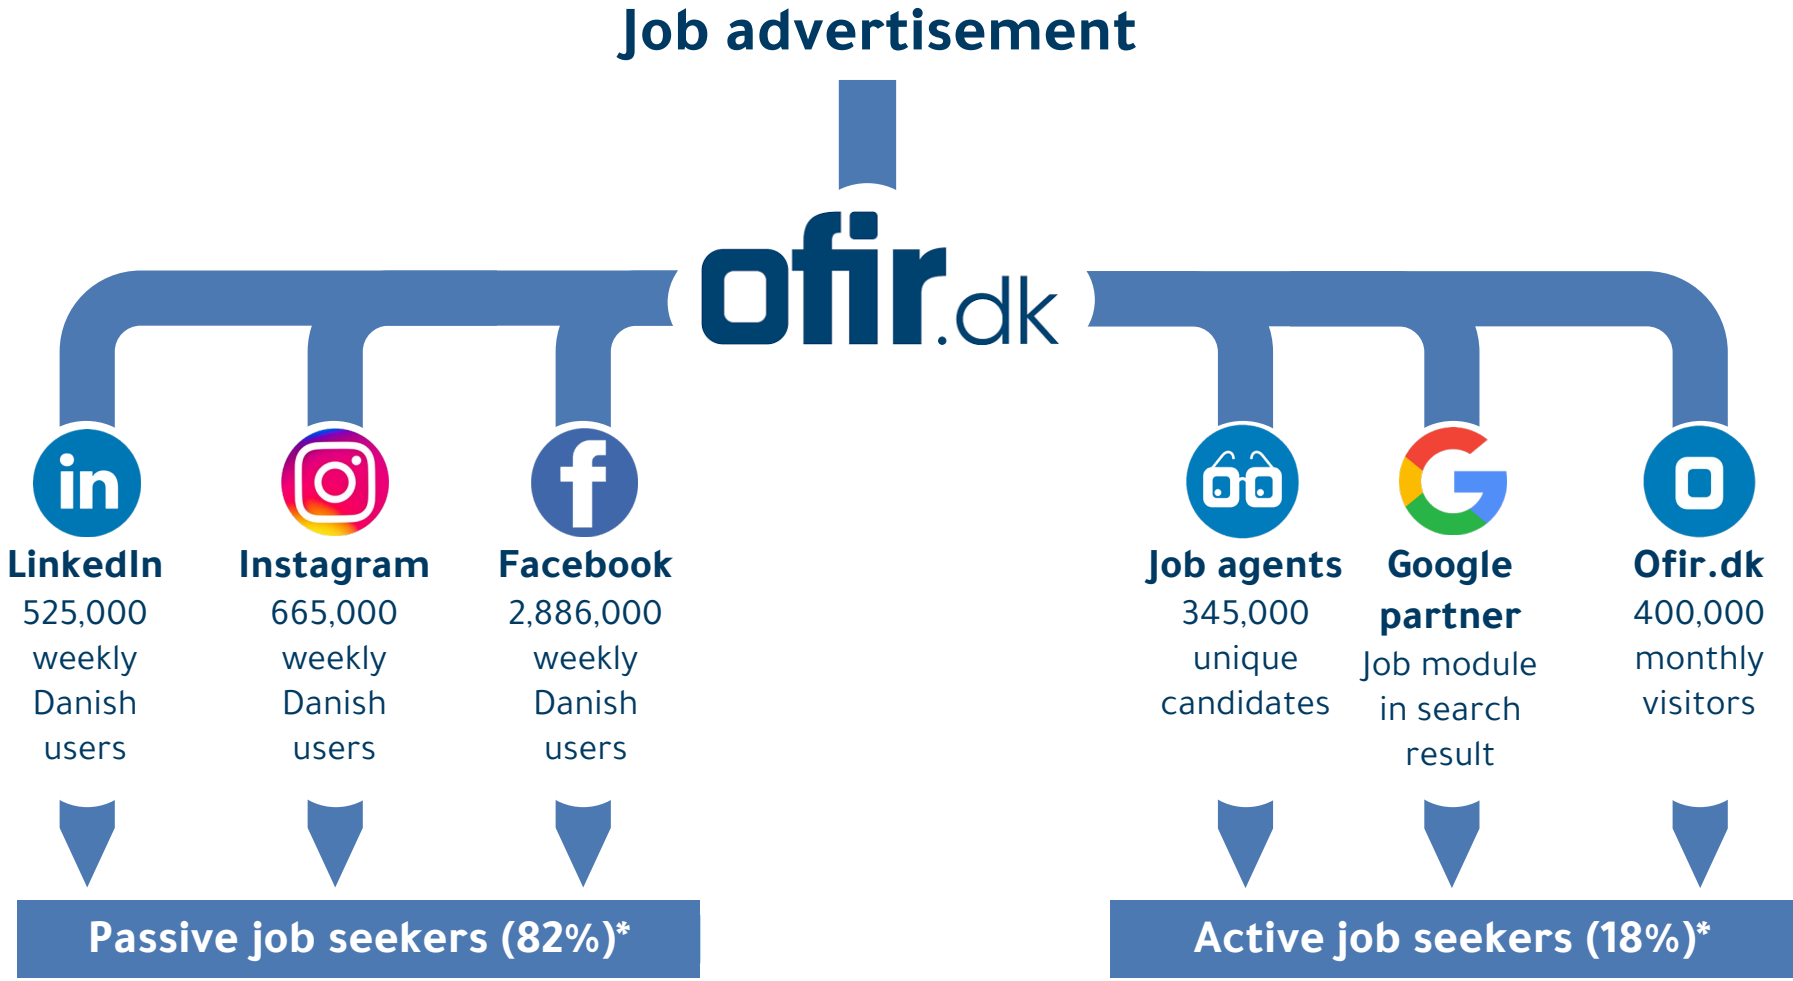 Job advertisement
ofir.dk
in
f
LinkedIn
525,000
weekly
Danish
users
Instagram
665,000
weekly
Danish
users
Facebook
2,886,000
weekly
Danish
users
Job agents
345,000
unique
candidates
Google
partner
Job module
in search
result
Ofir.dk
400,000
monthly
visitors
Passive job seekers (82%)*
Active job seekers (18%)*